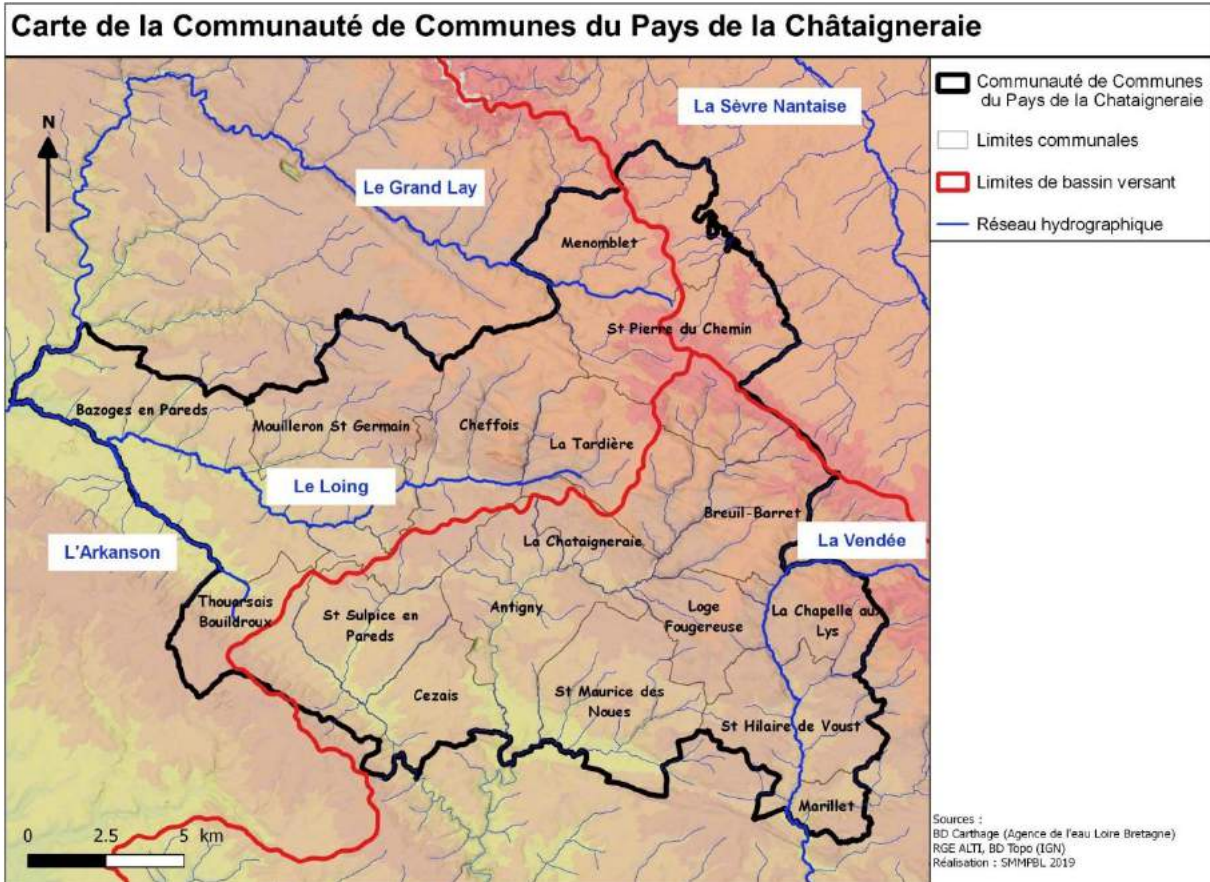 Carte de la Communauté de Communes du Pays de la Châtaigneraie
Communauté de Communes
du Pays de la Chataigneraie
Limites communales
Limites de bassin versant
Réseau hydrographique
N
La Sèvre Nantaise
Le Grand Lay
Menomblet
St Pierre du Chemin
Bazoges en Pareds
Mouilleron St Germain
Cheffois
La Tardière
Le Loing
Breuil-Barret
L'Arkanson
La Chataigneraie
La Vendée
Thouarsais
Bouildroux
St Sulpice en
Pareds
Antigny
Loge
Fougereuse
La Chapelle aux
Lys
Cezais
St Maurice des
Noues
St Hilaire de Voust
Marillet
0 2.5 5 km
Sources :
BD Carthage (Agence de l'eau Loire Bretagne)
RGE ALTI, BD Topo (IGN)
Réalisation : SMMPBL 2019